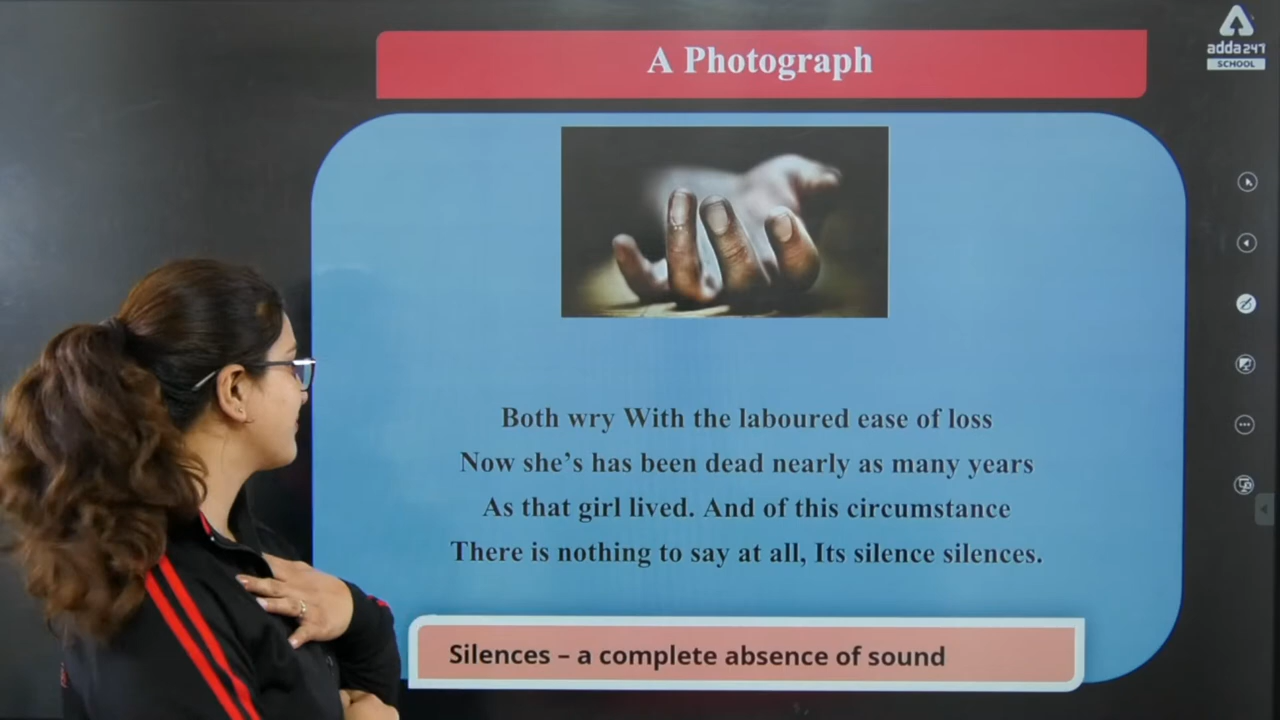 A Photograph
adda247
SCHOOL
Both wry With the laboured ease of loss
Now she's has been dead nearly as many years
As that girl lived. And of this circumstance
There is nothing to say at all, Its silence silences.
Silences – a complete absence of sound